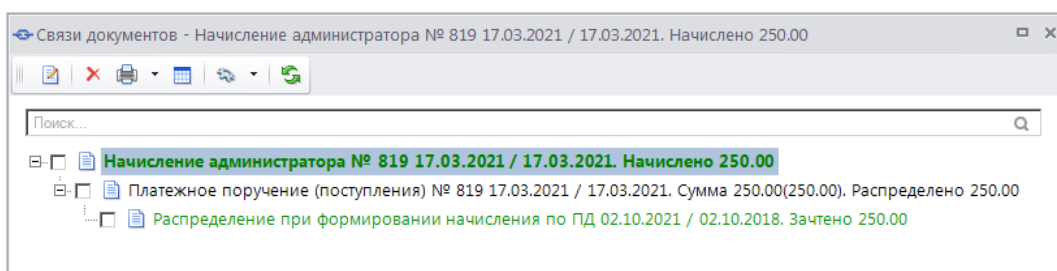 Связи документов - Начисление администратора № 819 17.03.2021 / 17.03.2021. Начислено 250.00
Поиск...
Начисление администратора № 819 17.03.2021 / 17.03.2021. Начислено 250.00
Платежное поручение (поступления) № 819 17.03.2021 / 17.03.2021. Сумма 250.00(250.00). Распределено 250.00
Распределение при формировании начисления по ПД 02.10.2021 / 02.10.2018. Зачтено 250.00